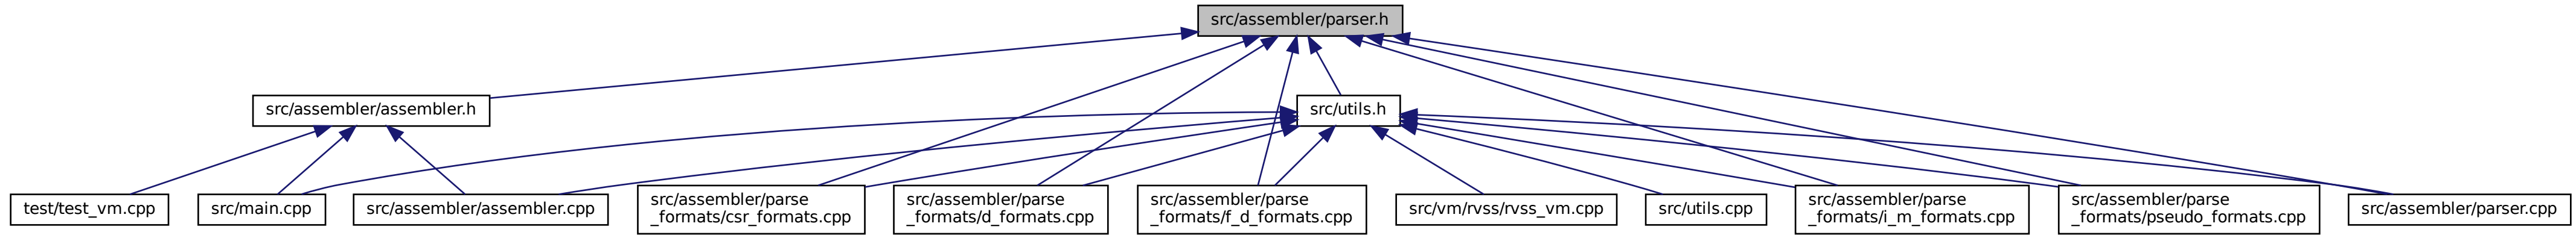 src/assembler/parser.h
src/assembler/assembler.h
src/utils.h
test/test_vm.cpp
src/main.cpp
src/assembler/assembler.cpp
src/assembler/parse
_formats/csr_formats.cpp
src/assembler/parse
_formats/d_formats.cpp
src/assembler/parse
_formats/f_d_formats.cpp
src/vm/rvss/rvss_vm.cpp
src/utils.cpp
src/assembler/parse
_formats/i_m_formats.cpp
src/assembler/parse
_formats/pseudo_formats.cpp
src/assembler/parser.cpp